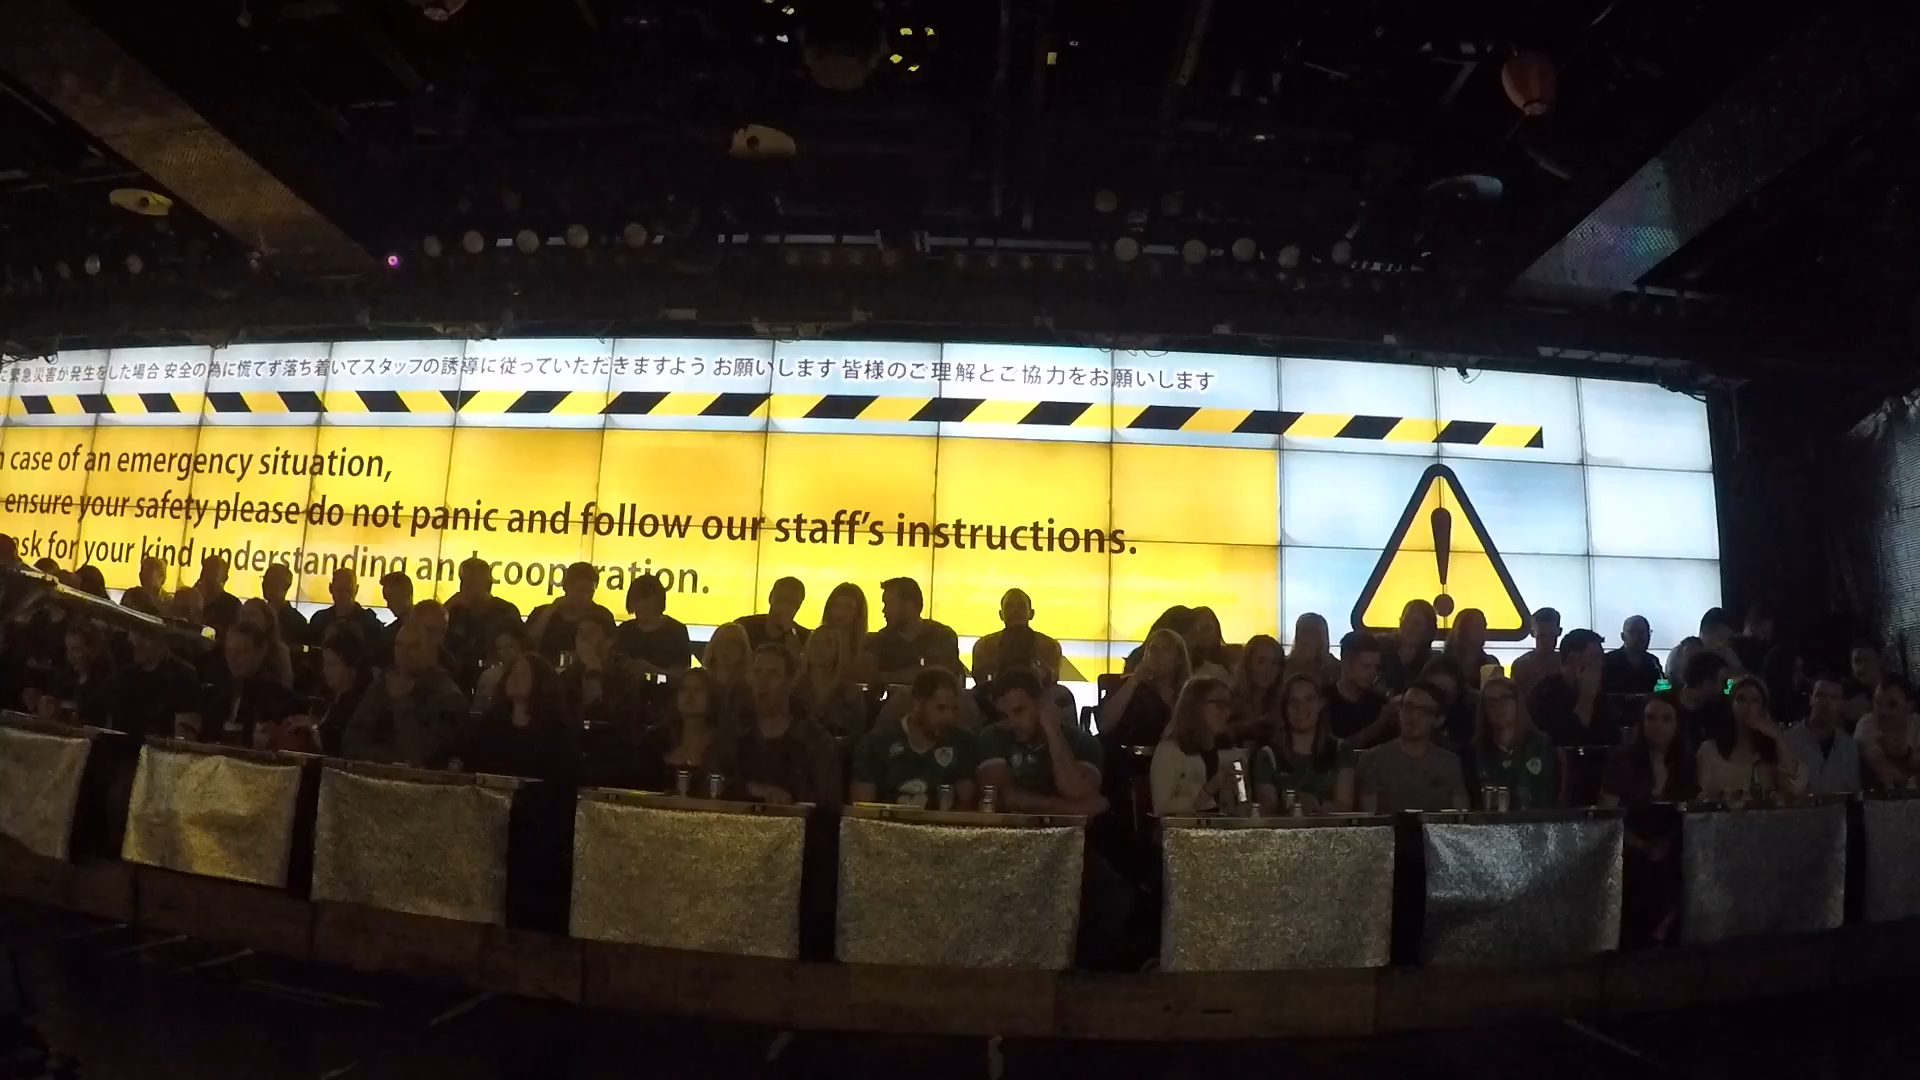 緊急災害が発生をした場合 安全の為に慌てず落ち着いてスタッフの誘導に従っていただきますよう お願いします 皆様のご理解とご協力をお願いします
case of an emergency situation,
ensure your safety please do not panic and follow our staff's instructions.
for your kind understanding and cooperation.